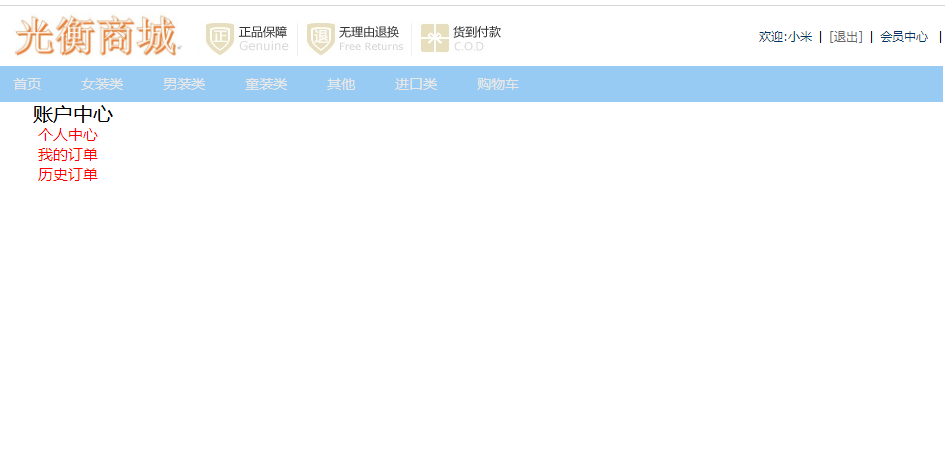 光衡商城
正 正品保障 Genuine
退 无理由退换 Free Returns
货到付款 C.O.D
欢迎:小米 | [退出] | 会员中心 |
首页 女装类 男装类 童装类 其他 进口类 购物车
账户中心
个人中心
我的订单
历史订单